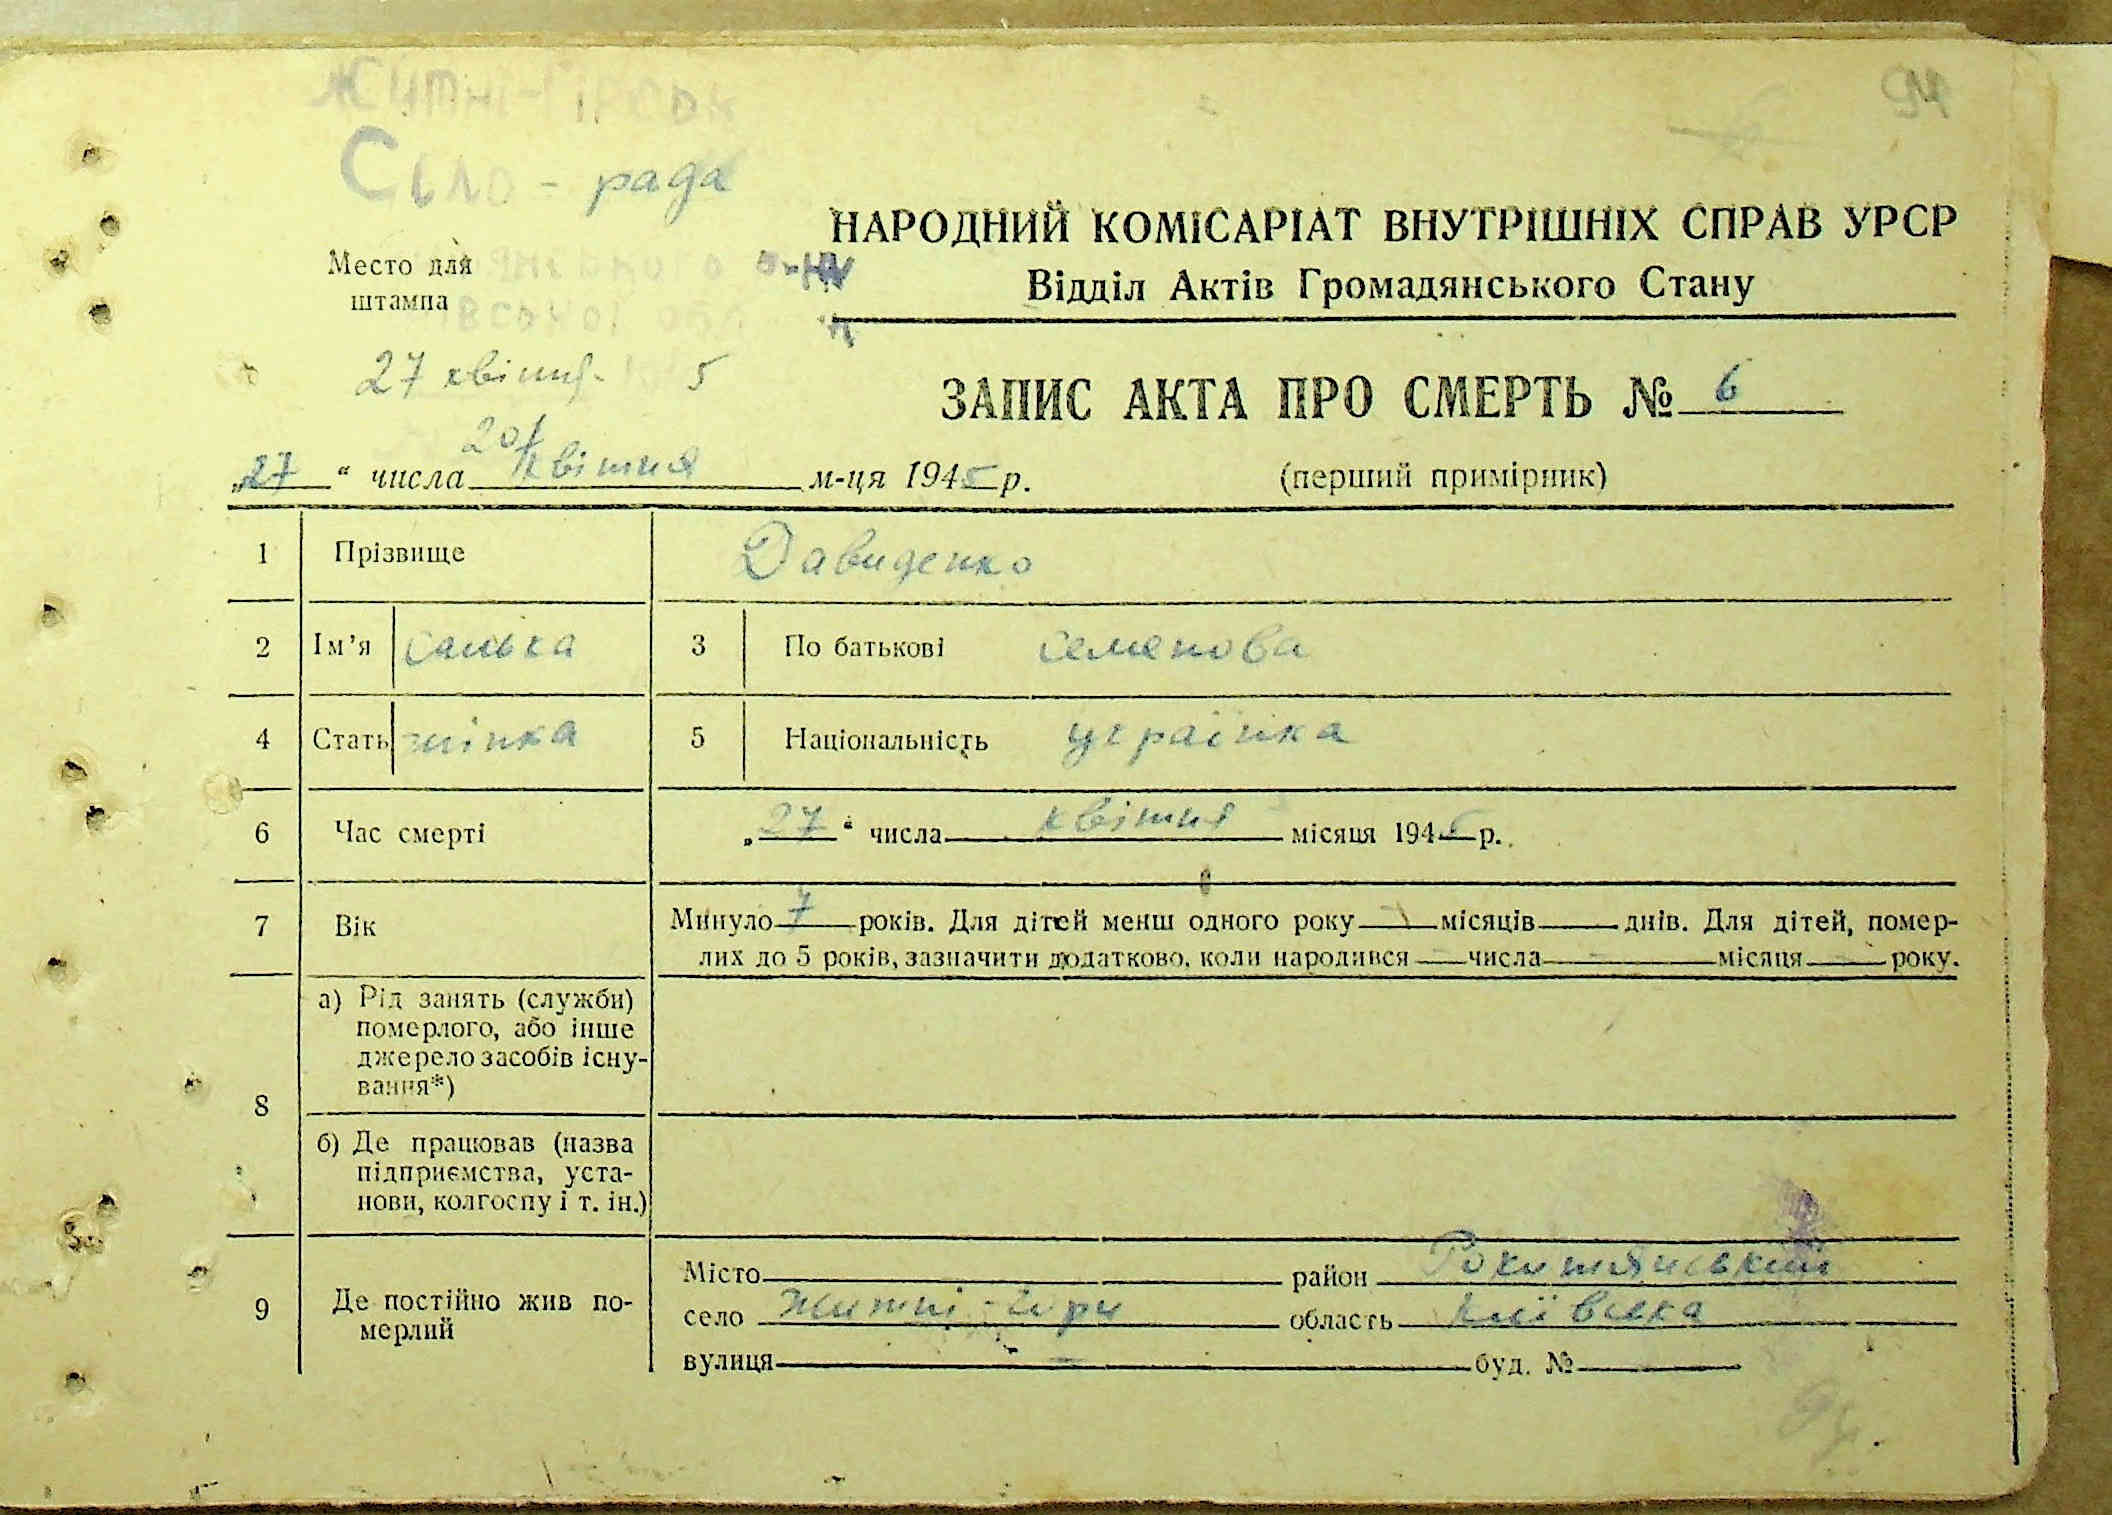 Житні-Гірськ
Сіло-рада
НАРОДНИЙ КОМІСАРІАТ ВНУТРІШНІХ СПРАВ УРСР
Відділ Актів Громадянського Стану
Место для
штампа
27 квітня 5
ЗАПИС АКТА ПРО СМЕРТЬ № 6
(перший примірник)
„27“ числа квітня м-ця 1945 р.
1 Прізвище Давиденко
2 Ім’я санька 3 По батькові семенова
4 Стать жінка 5 Національність українка
6 Час смерті „27“ числа квітня місяця 1945 р.
7 Вік Минуло 7 років. Для дітей менш одного року місяців днів. Для дітей, помер-
лих до 5 років, зазначити додатково, коли народився числа місяця року.
8 а) Рід занять (служби)
померлого, або інше
джерело засобів існу-
вання*)
б) Де працював (назва
підприємства, уста-
нови, колгоспу і т. ін.)
9 Де постійно жив по-
мерлий
Місто район Рокитянський
село Житні-Гори область Київска
вулиця буд. №